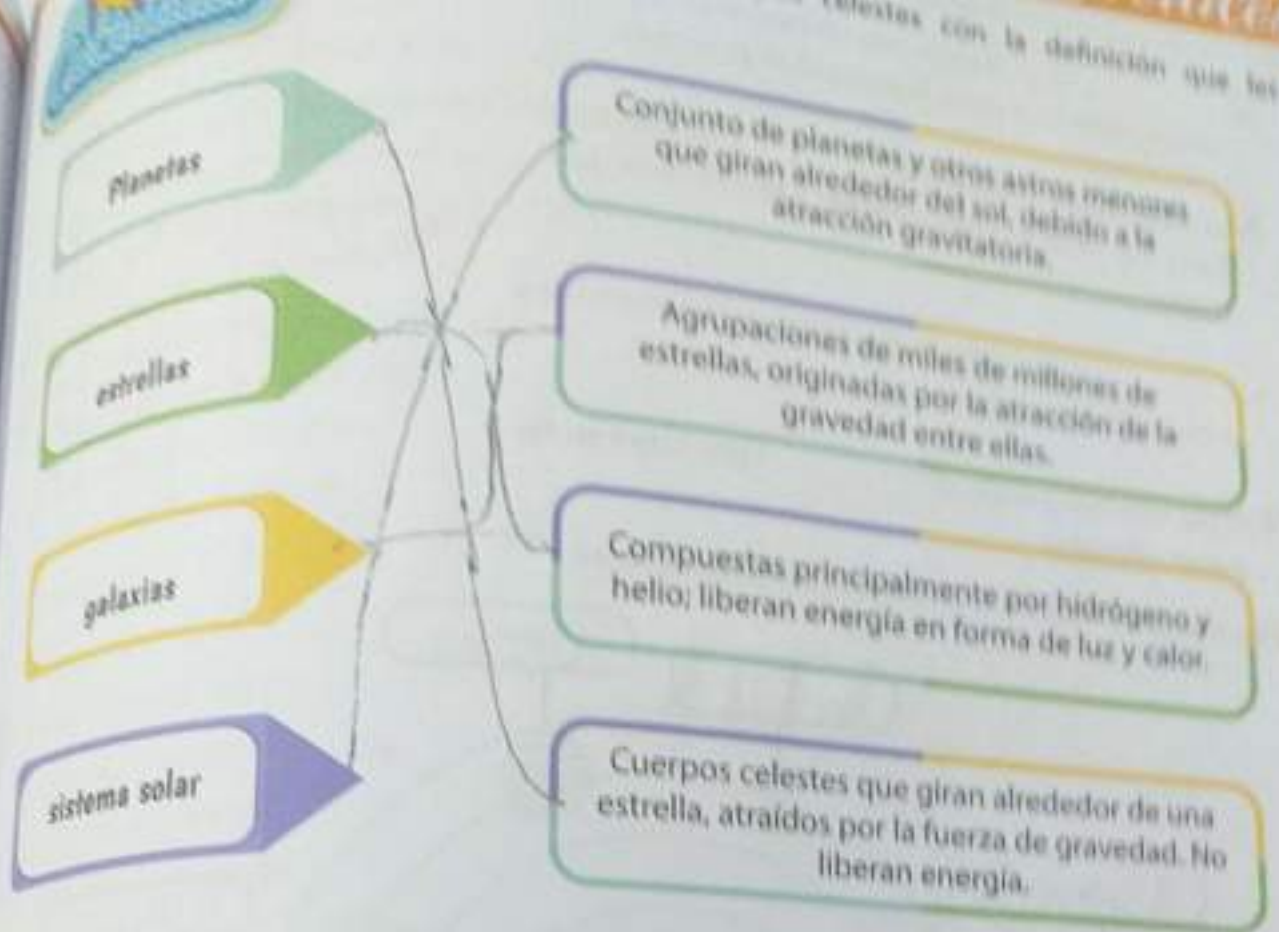 celestes con la definición que les
Planetas
Conjunto de planetas y otros astros menores
que giran alrededor del sol, debido a la
atracción gravitatoria.
estrellas
Agrupaciones de miles de millones de
estrellas, originadas por la atracción de la
gravedad entre ellas.
galaxias
Compuestas principalmente por hidrógeno y
helio; liberan energía en forma de luz y calor.
sistema solar
Cuerpos celestes que giran alrededor de una
estrella, atraídos por la fuerza de gravedad. No
liberan energía.